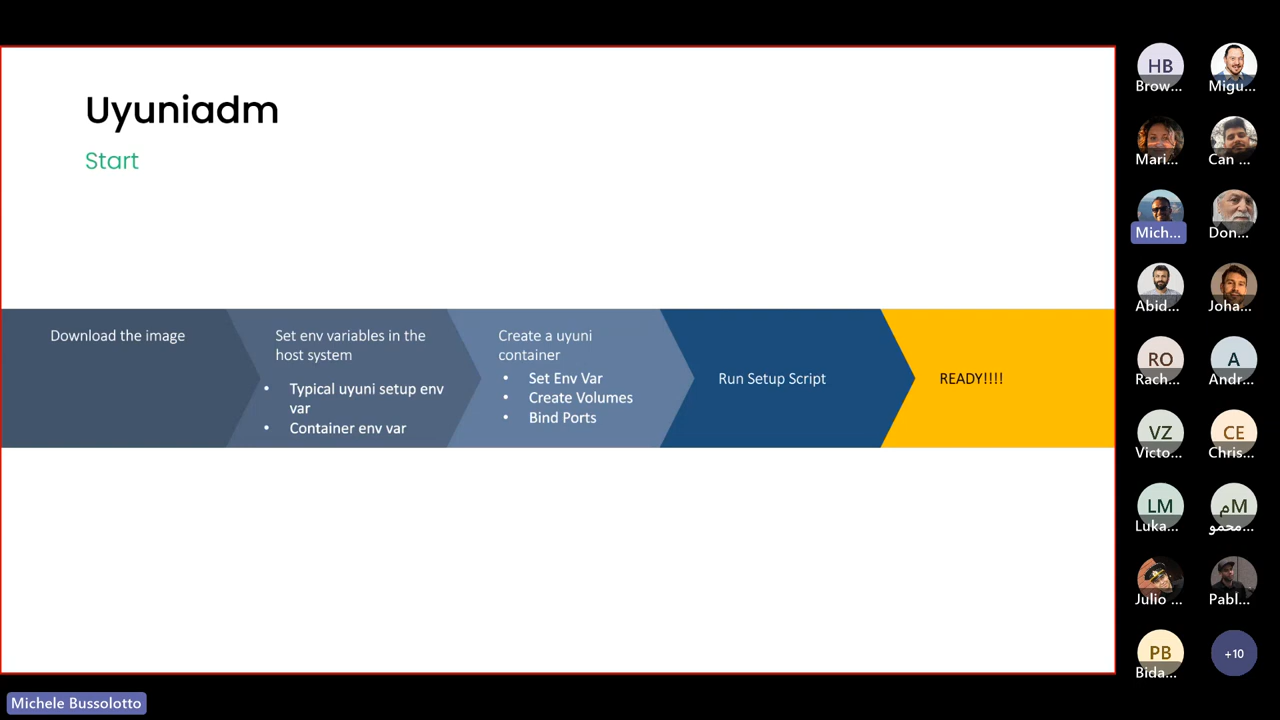 Uyuniadm
Start
Download the image
Set env variables in the
host system
• Typical uyuni setup env
var
• Container env var
Create a uyuni
container
• Set Env Var
• Create Volumes
• Bind Ports
Run Setup Script
READY!!!!
HB
Brow...
Migu...
Mari...
Can ...
Mich...
Don...
Abid...
Joha...
RO
Rach...
A
Andr...
VZ
Victo...
CE
Chris...
LM
Luka...
مM
محمو...
Julio ...
Pabl...
PB
Bida...
+10
Michele Bussolotto